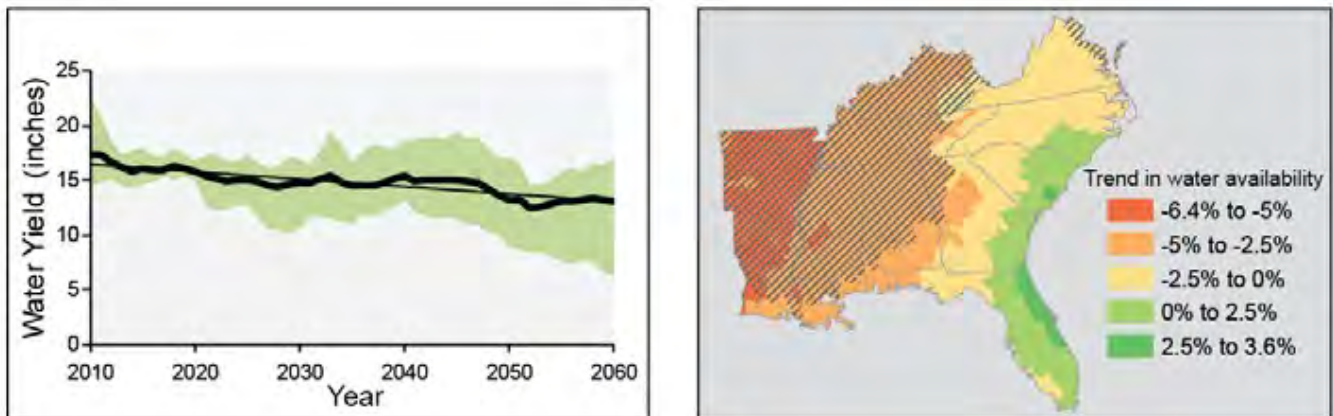 Water Yield (inches)
25
20
15
10
5
0
2010
2020
2030
2040
2050
2060
Year
Trend in water availability
-6.4% to -5%
-5% to -2.5%
-2.5% to 0%
0% to 2.5%
2.5% to 3.6%